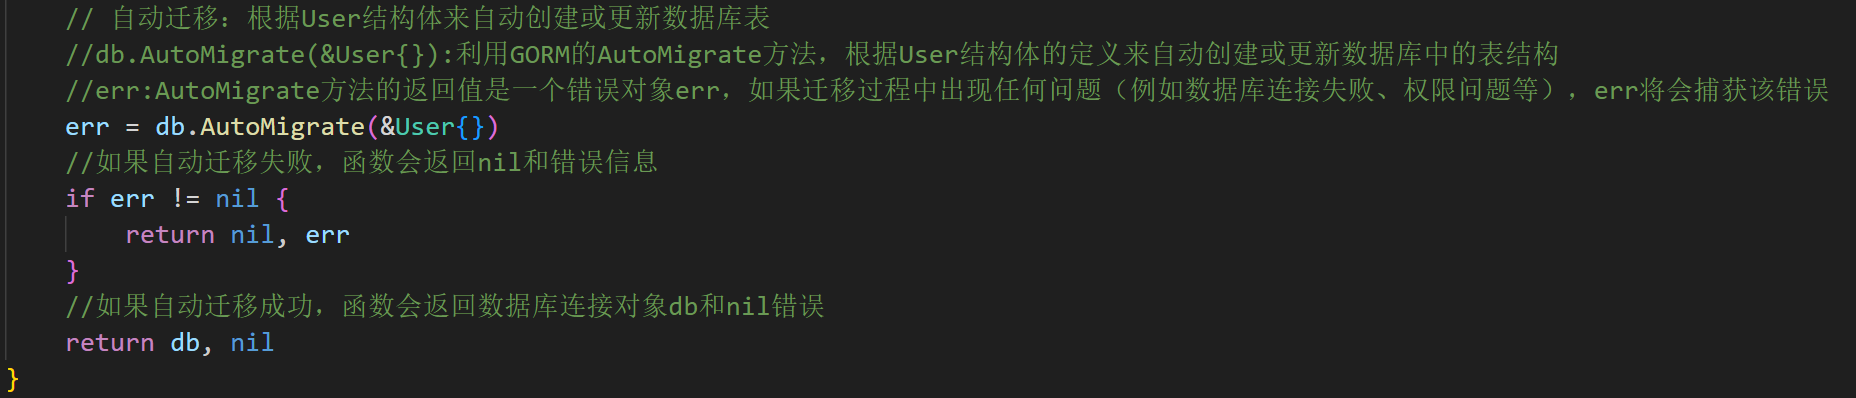 // 自动迁移：根据User结构体来自动创建或更新数据库表
//db.AutoMigrate(&User{}):利用GORM的AutoMigrate方法，根据User结构体的定义来自动创建或更新数据库中的表结构
//err:AutoMigrate方法的返回值是一个错误对象err，如果迁移过程中出现任何问题（例如数据库连接失败、权限问题等），err将会捕获该错误
err = db.AutoMigrate(&User{})
//如果自动迁移失败，函数会返回nil和错误信息
if err != nil {
return nil, err
}
//如果自动迁移成功，函数会返回数据库连接对象db和nil错误
return db, nil
}